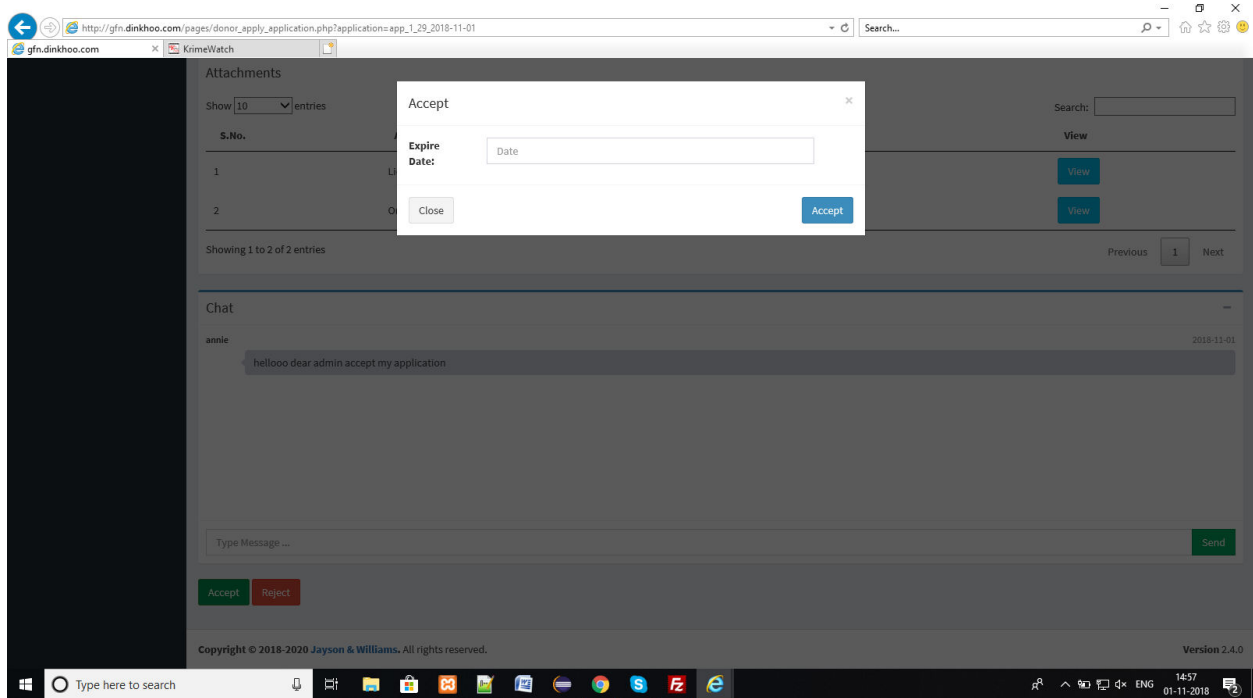 http://gfn.dinkhoo.com/pages/donor_apply_application.php?application=app_1_29_2018-11-01
Search...
gfn.dinkhoo.com
KrimeWatch
Attachments
Accept
Show 10 entries
Search:
S.No.
View
Expire Date:
Date
1
View
2
View
Close
Accept
Showing 1 to 2 of 2 entries
Previous 1 Next
Chat
annie
2018-11-01
hellooo dear admin accept my application
Type Message ...
Send
Accept
Reject
Copyright © 2018-2020 Jayson & Williams. All rights reserved.
Version 2.4.0
Type here to search
ENG
14:57
01-11-2018